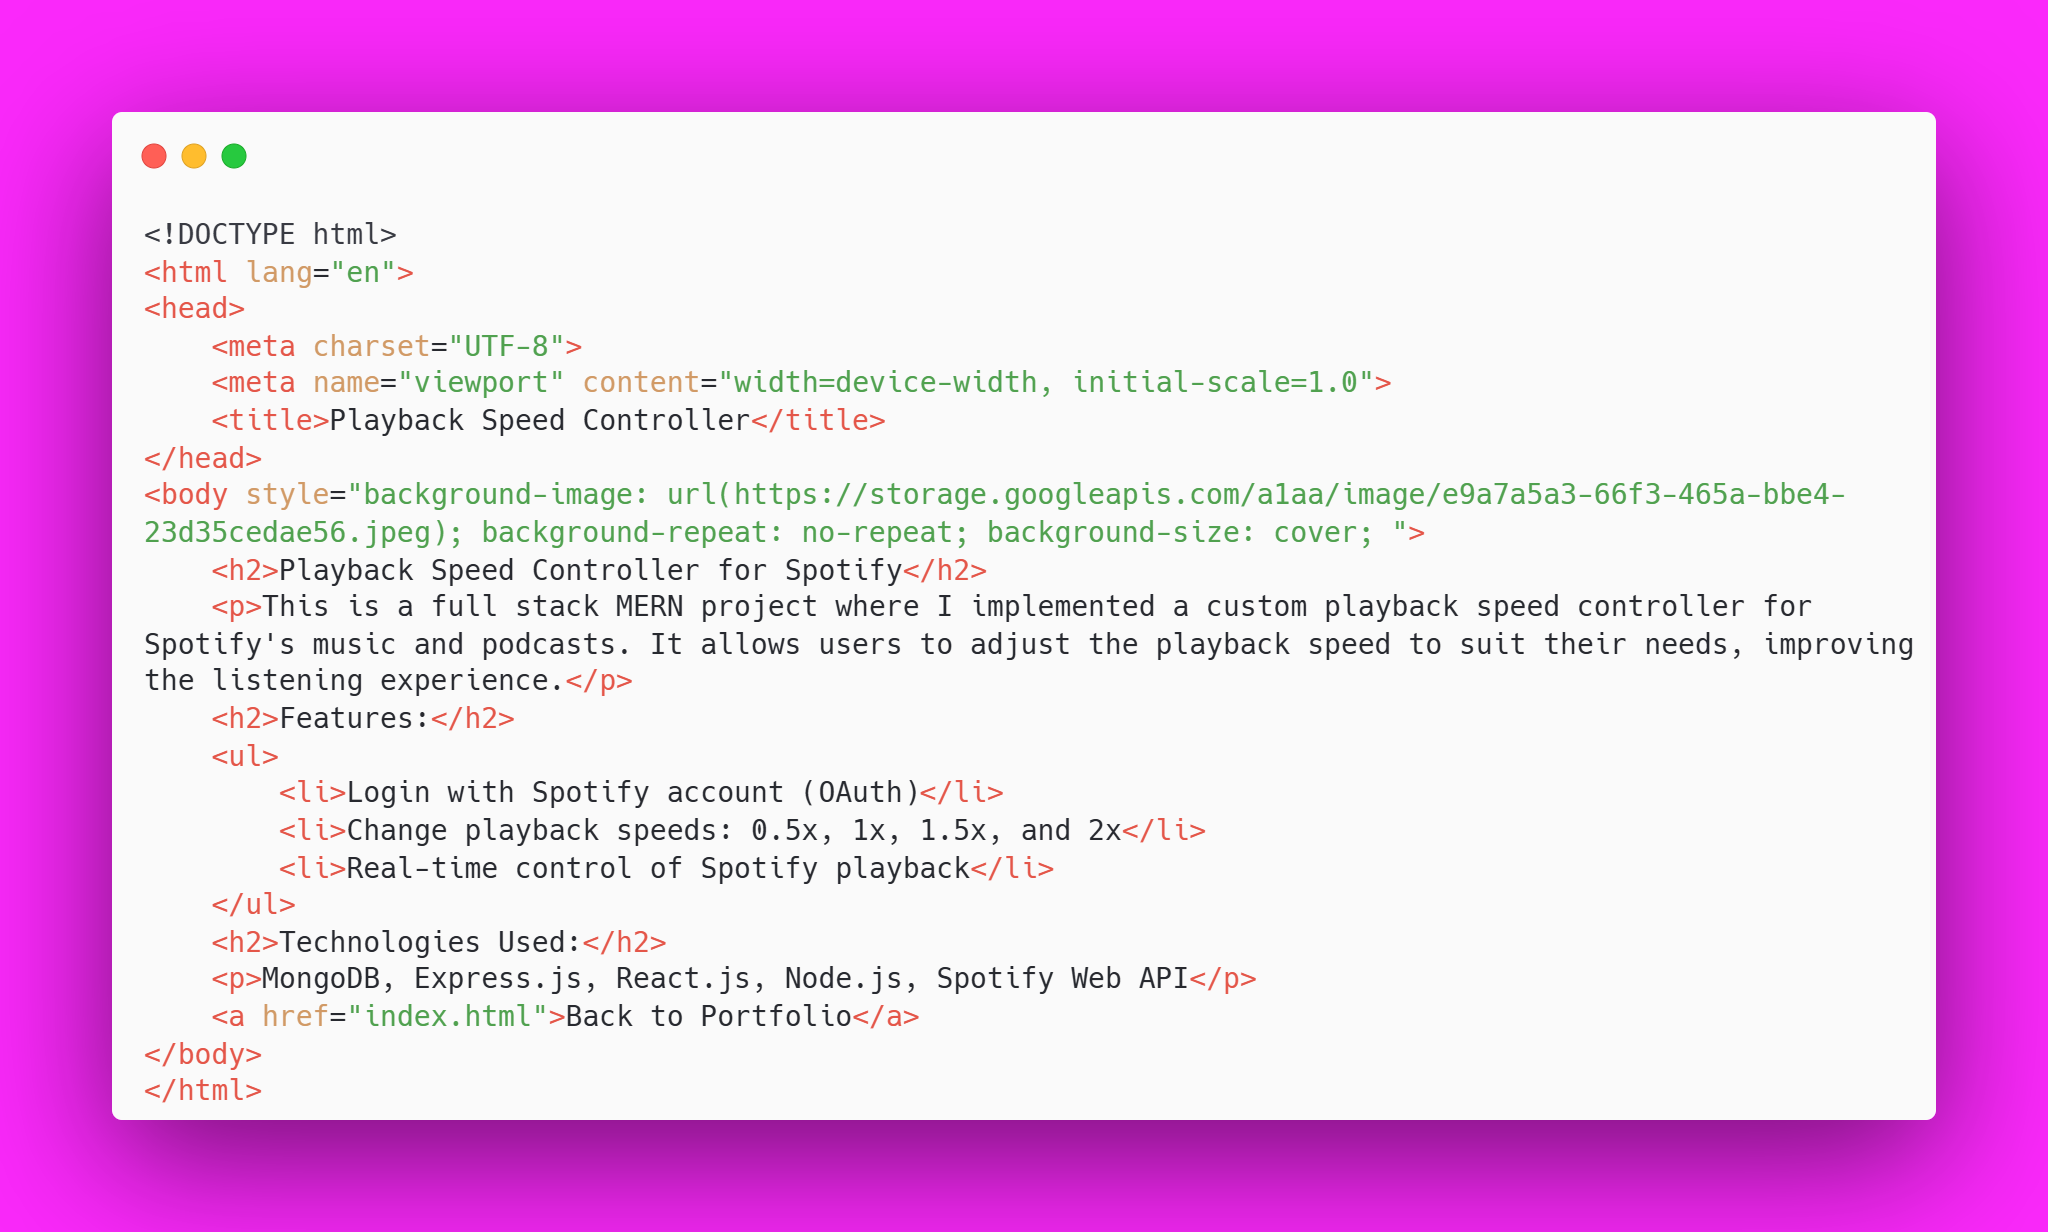 <!DOCTYPE html>
<html lang="en">
<head>
    <meta charset="UTF-8">
    <meta name="viewport" content="width=device-width, initial-scale=1.0">
    <title>Playback Speed Controller</title>
</head>
<body style="background-image: url(https://storage.googleapis.com/a1aa/image/e9a7a5a3-66f3-465a-bbe4-
23d35cedae56.jpeg); background-repeat: no-repeat; background-size: cover; ">
    <h2>Playback Speed Controller for Spotify</h2>
    <p>This is a full stack MERN project where I implemented a custom playback speed controller for
Spotify's music and podcasts. It allows users to adjust the playback speed to suit their needs, improving
the listening experience.</p>
    <h2>Features:</h2>
    <ul>
        <li>Login with Spotify account (OAuth)</li>
        <li>Change playback speeds: 0.5x, 1x, 1.5x, and 2x</li>
        <li>Real-time control of Spotify playback</li>
    </ul>
    <h2>Technologies Used:</h2>
    <p>MongoDB, Express.js, React.js, Node.js, Spotify Web API</p>
    <a href="index.html">Back to Portfolio</a>
</body>
</html>